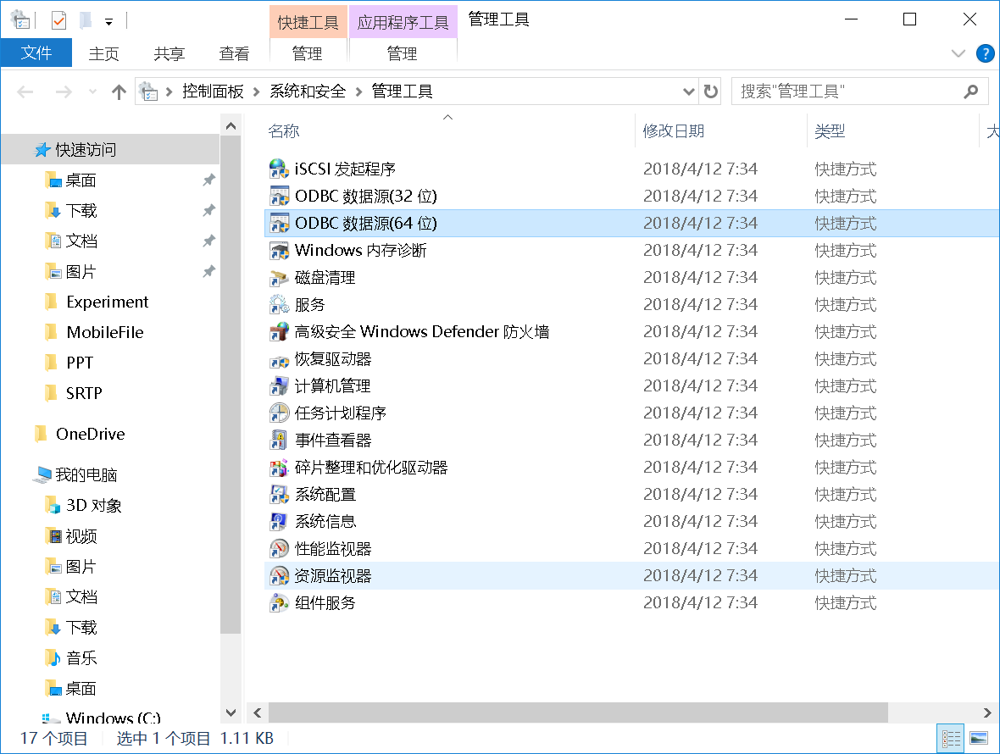 快捷工具 应用程序工具 管理工具
文件 主页 共享 查看 管理 管理
控制面板 系统和安全 管理工具 搜索"管理工具"
名称 修改日期 类型 大
快速访问
桌面
下载
文档
图片
Experiment
MobileFile
PPT
SRTP
OneDrive
我的电脑
3D 对象
视频
图片
文档
下载
音乐
桌面
Windows (C:)
iSCSI 发起程序 2018/4/12 7:34 快捷方式
ODBC 数据源(32 位) 2018/4/12 7:34 快捷方式
ODBC 数据源(64 位) 2018/4/12 7:34 快捷方式
Windows 内存诊断 2018/4/12 7:34 快捷方式
磁盘清理 2018/4/12 7:34 快捷方式
服务 2018/4/12 7:34 快捷方式
高级安全 Windows Defender 防火墙 2018/4/12 7:34 快捷方式
恢复驱动器 2018/4/12 7:34 快捷方式
计算机管理 2018/4/12 7:34 快捷方式
任务计划程序 2018/4/12 7:34 快捷方式
事件查看器 2018/4/12 7:34 快捷方式
碎片整理和优化驱动器 2018/4/12 7:34 快捷方式
系统配置 2018/4/12 7:34 快捷方式
系统信息 2018/4/12 7:34 快捷方式
性能监视器 2018/4/12 7:34 快捷方式
资源监视器 2018/4/12 7:34 快捷方式
组件服务 2018/4/12 7:34 快捷方式
17 个项目 选中 1 个项目 1.11 KB